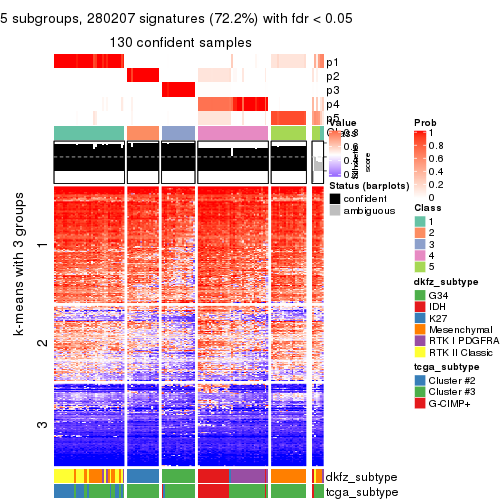 5 subgroups, 280207 signatures (72.2%) with fdr < 0.05
130 confident samples
p1
p2
p3
p4
p5
Class
k-means with 3 groups
1
2
3
Value
score
Status (barplots)
confident
ambiguous
Prob
1
0.8
0.6
0.4
0.2
0
Class
1
2
3
4
5
dkfz_subtype
G34
IDH
K27
Mesenchymal
RTK I PDGFRA
RTK II Classic
tcga_subtype
Cluster #2
Cluster #3
G-CIMP+
dkfz_subtype
tcga_subtype